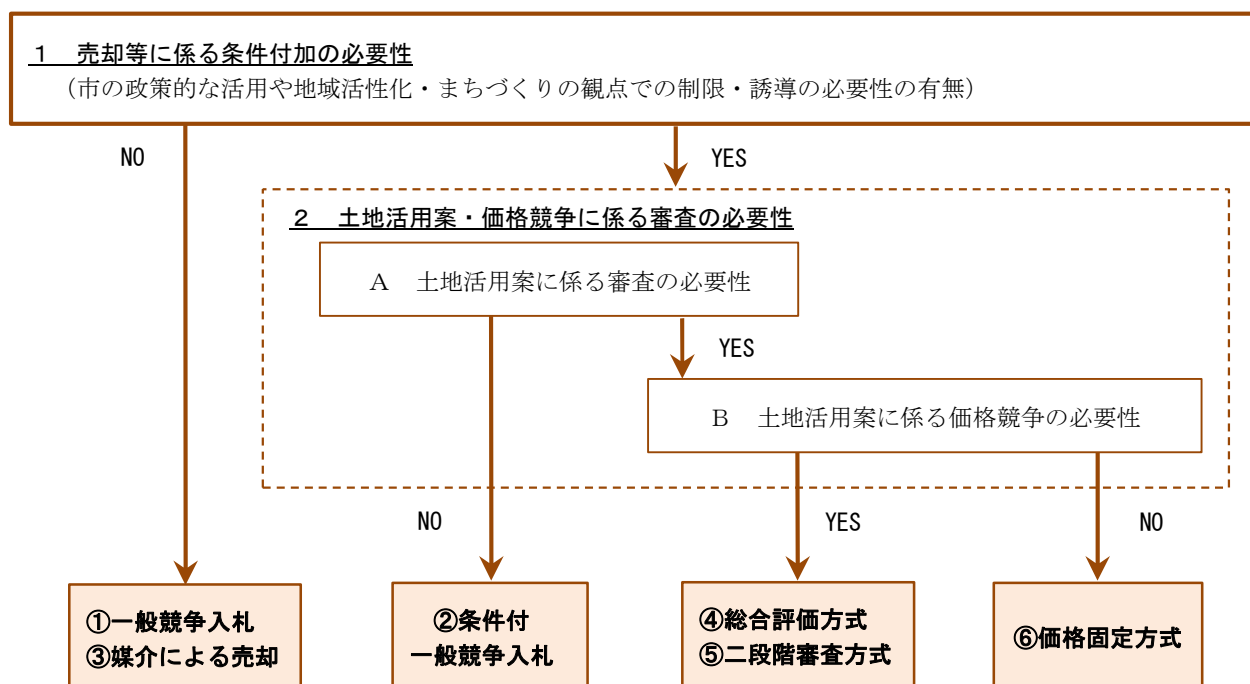 １　売却等に係る条件付加の必要性
（市の政策的な活用や地域活性化・まちづくりの観点での制限・誘導の必要性の有無）
NO
YES
２　土地活用案・価格競争に係る審査の必要性
A　土地活用案に係る審査の必要性
YES
B　土地活用案に係る価格競争の必要性
NO
YES
NO
①一般競争入札
③媒介による売却
②条件付
一般競争入札
④総合評価方式
⑤二段階審査方式
⑥価格固定方式